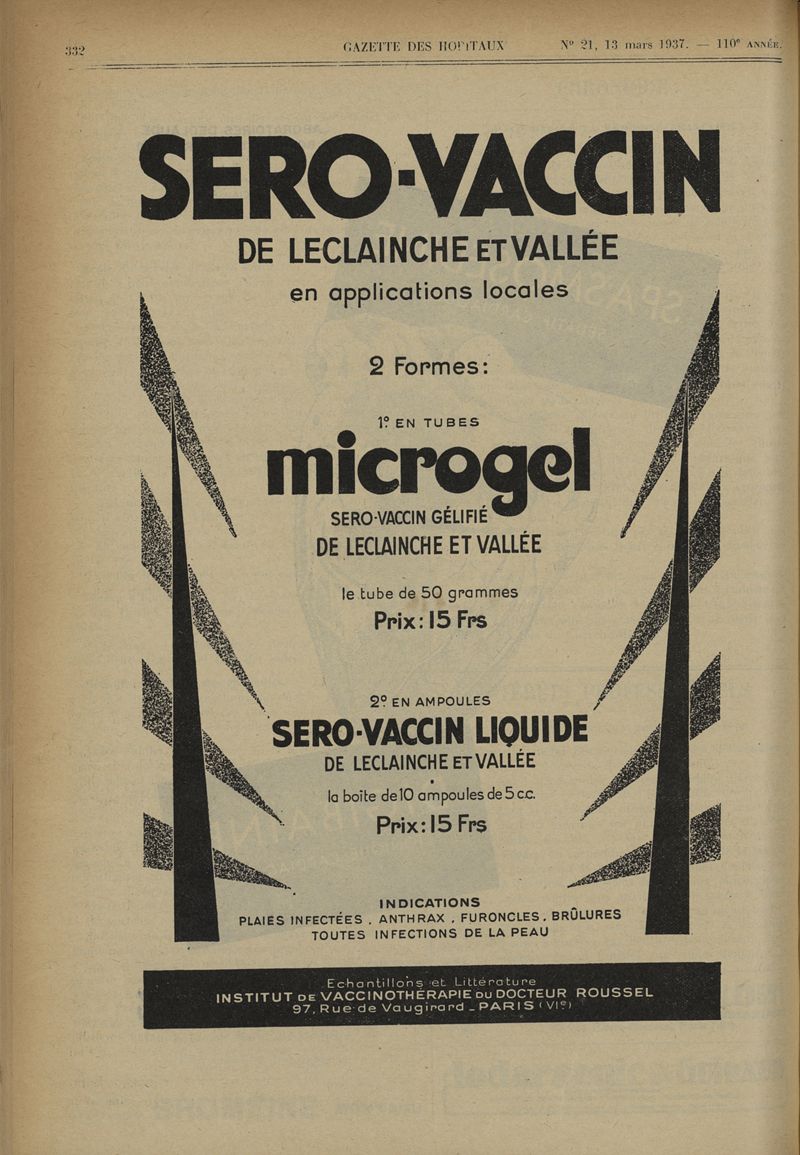 332
GAZETTE DES HOPITAUX
N° 21, 13 mars 1937. — 110e ANNÉE.
SERO-VACCIN
DE LECLAINCHE ET VALLÉE
en applications locales
2 Formes:
1° EN TUBES
microgel
SERO-VACCIN GÉLIFIÉ
DE LECLAINCHE ET VALLÉE
le tube de 50 grammes
Prix: 15 Frs
2° EN AMPOULES
SERO-VACCIN LIQUIDE
DE LECLAINCHE ET VALLÉE
la boîte de 10 ampoules de 5 c.c.
Prix: 15 Frs
INDICATIONS
PLAIES INFECTÉES . ANTHRAX . FURONCLES . BRÛLURES
TOUTES INFECTIONS DE LA PEAU
Echantillons et Littérature
INSTITUT DE VACCINOTHÉRAPIE DU DOCTEUR ROUSSEL
97, Rue de Vaugirard _ PARIS (VIe)